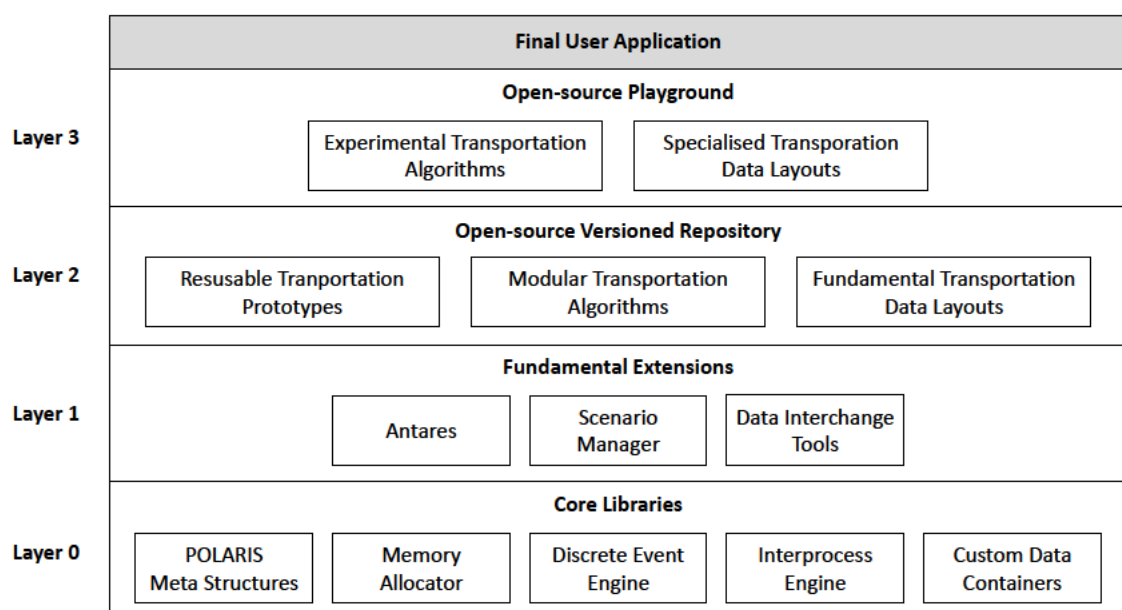 Final User Application
Open-source Playground
Layer 3
Experimental Transportation
Algorithms
Specialised Transporation
Data Layouts
Open-source Versioned Repository
Layer 2
Resusable Tranportation
Prototypes
Modular Transportation
Algorithms
Fundamental Transportation
Data Layouts
Fundamental Extensions
Layer 1
Antares
Scenario
Manager
Data Interchange
Tools
Core Libraries
Layer 0
POLARIS
Meta Structures
Memory
Allocator
Discrete Event
Engine
Interprocess
Engine
Custom Data
Containers